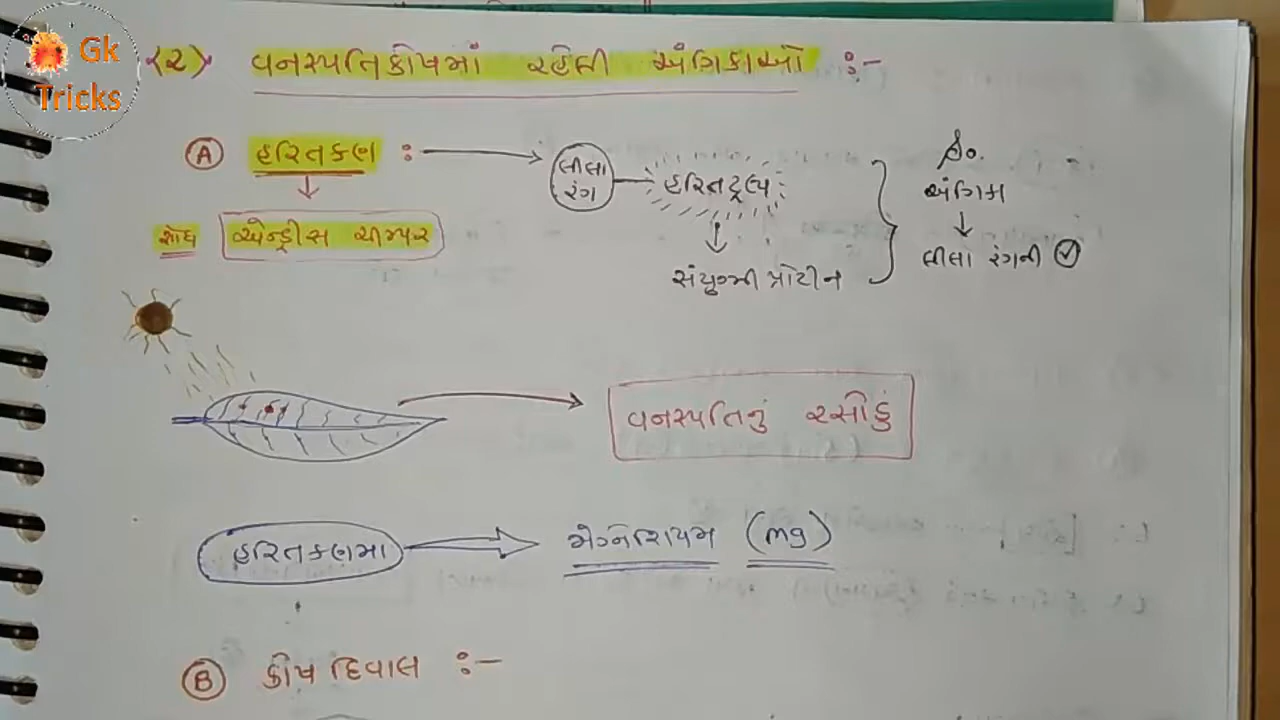 Gk
Tricks
(૨) વનસ્પતિકોષમાં રહેલી અંગિકાઓ :-
A હરિતકણ :
લીલા
રંગ
હરિતદ્રવ્ય
સંયુગ્મી પ્રોટીન
અંગિકા
લીલા રંગની
શોધ એન્ડ્રીસ ચીમ્પર
વનસ્પતિનું રસોડું
હરિતકણમા મેગ્નેશિયમ (mg)
B કોષ દિવાલ :-